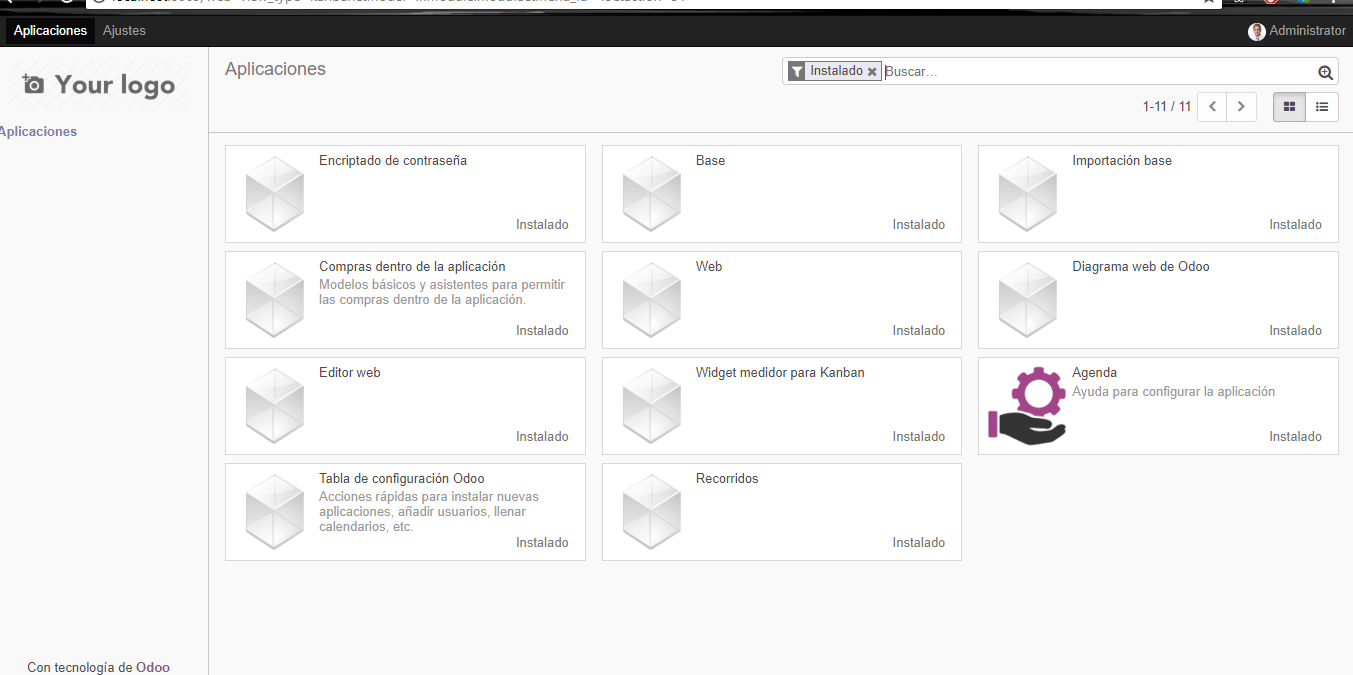 Aplicaciones Ajustes
Administrator
Your logo
Aplicaciones
Aplicaciones
Instalado
Buscar...
1-11 / 11
Encriptado de contraseña
Instalado
Base
Instalado
Importación base
Instalado
Compras dentro de la aplicación
Modelos básicos y asistentes para permitir
las compras dentro de la aplicación.
Instalado
Web
Instalado
Diagrama web de Odoo
Instalado
Editor web
Instalado
Widget medidor para Kanban
Instalado
Agenda
Ayuda para configurar la aplicación
Instalado
Tabla de configuración Odoo
Acciones rápidas para instalar nuevas
aplicaciones, añadir usuarios, llenar
calendarios, etc.
Instalado
Recorridos
Instalado
Con tecnología de Odoo